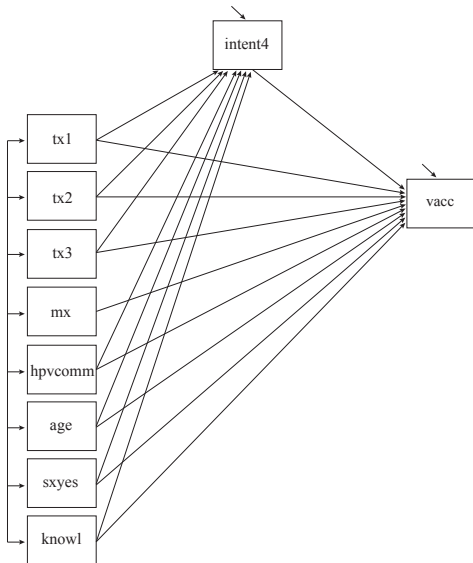 intent4
tx1
tx2
vacc
tx3
mx
hpvcomm
age
sxyes
knowl